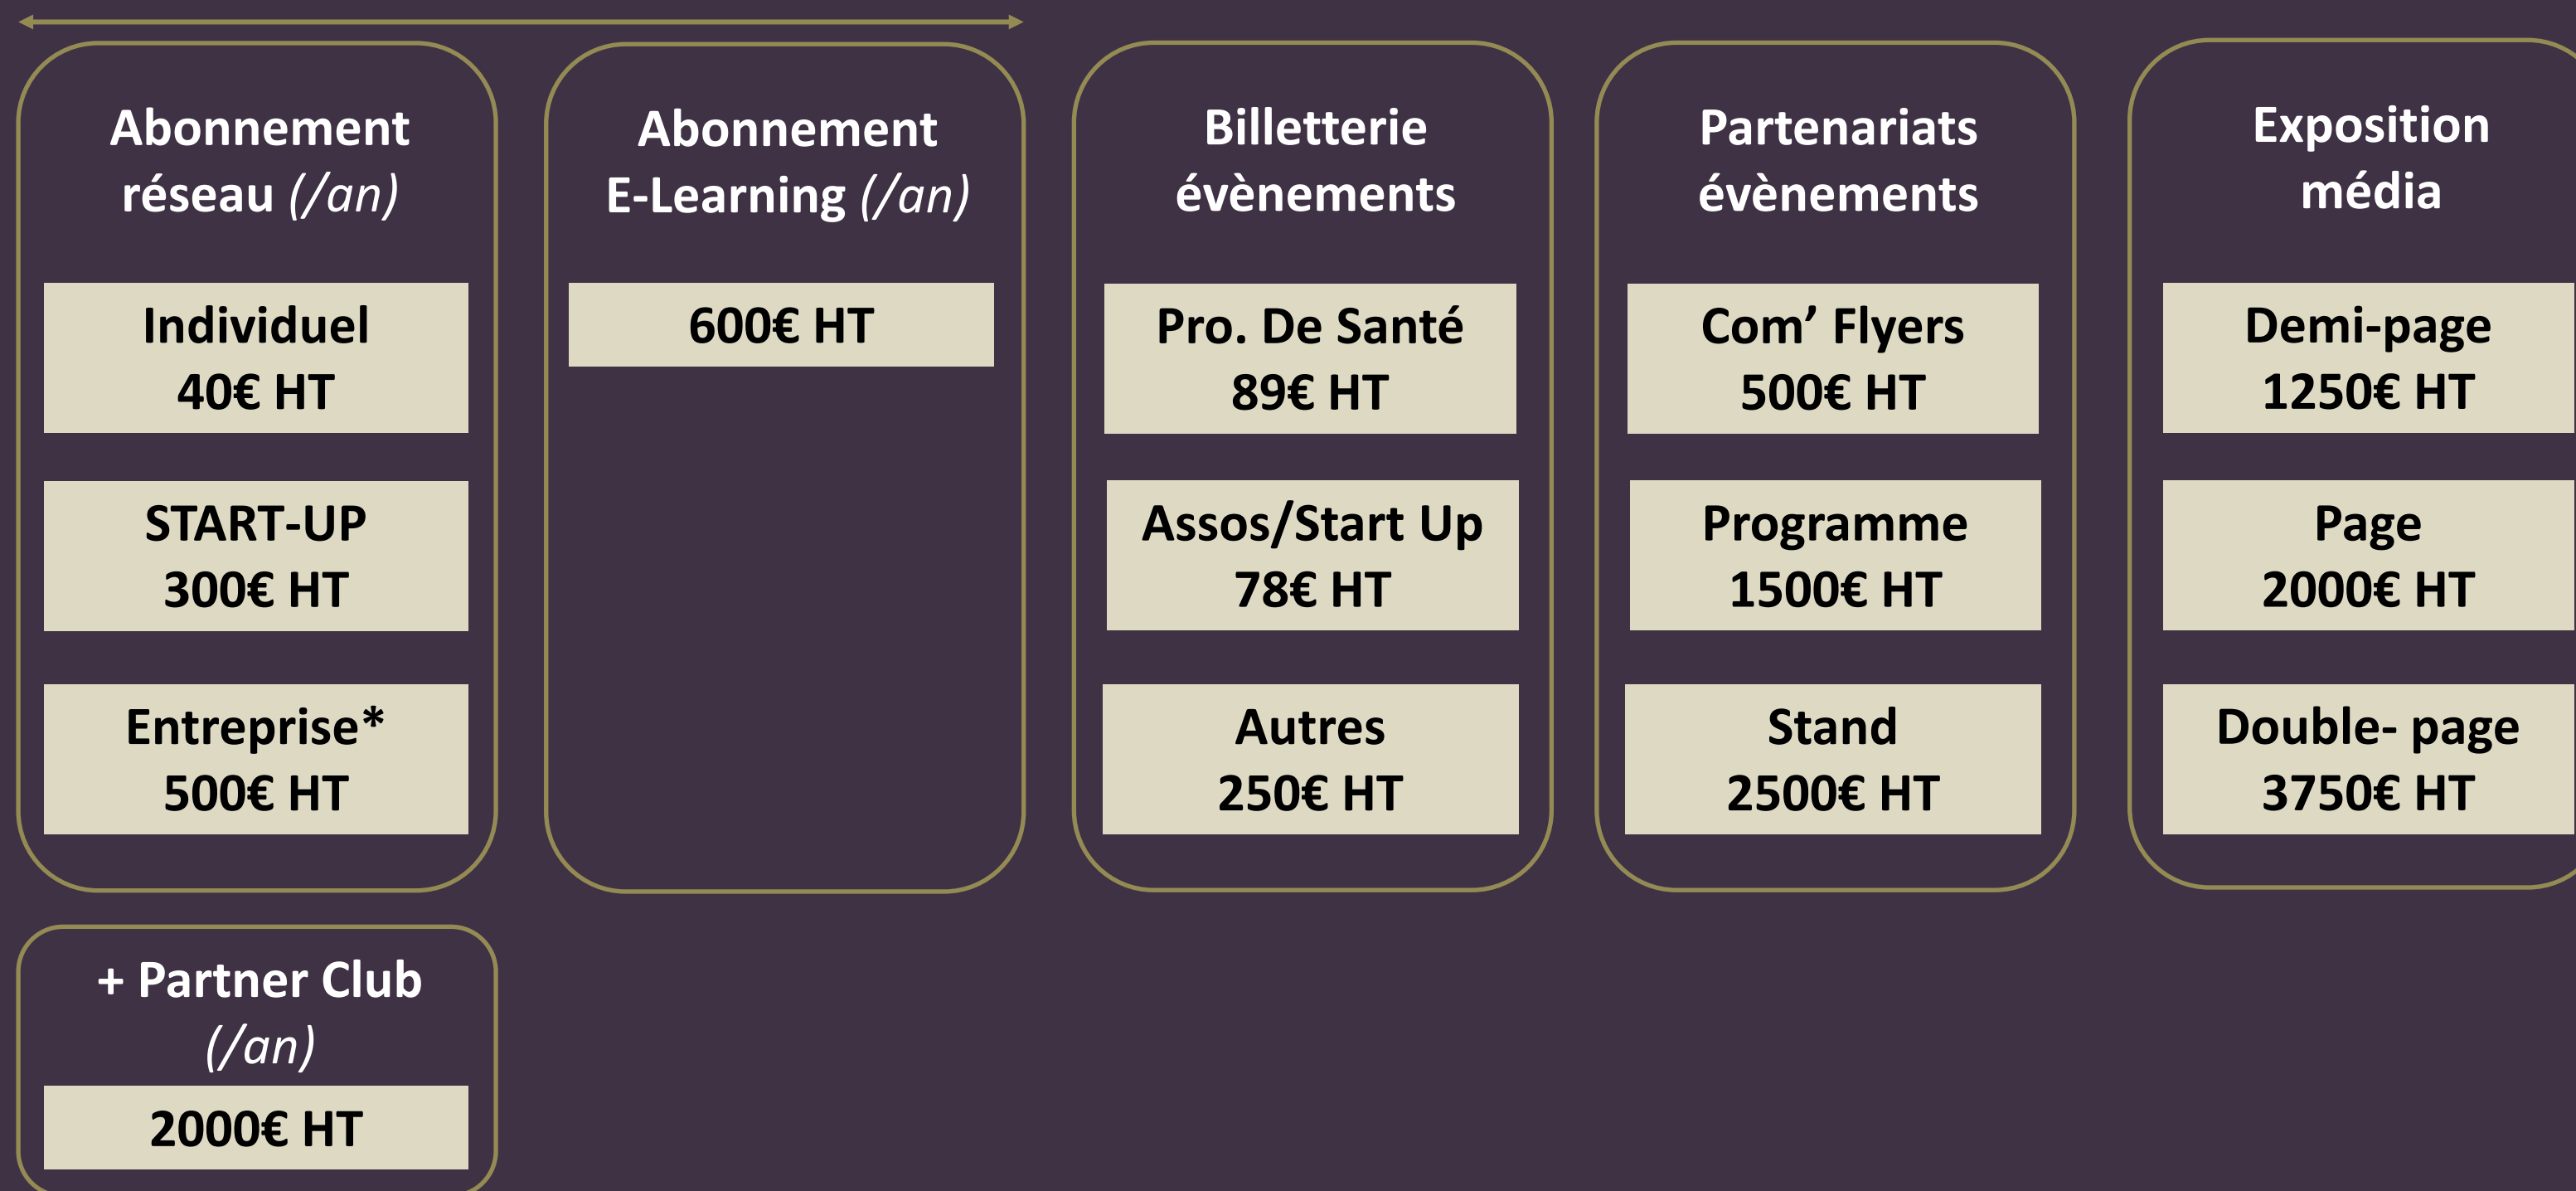 Abonnement
réseau (/an)
Individuel
40€ HT
START-UP
300€ HT
Entreprise*
500€ HT
+ Partner Club
(/an)
2000€ HT
Abonnement
E-Learning (/an)
600€ HT
Billetterie
évènements
Pro. De Santé
89€ HT
Assos/Start Up
78€ HT
Autres
250€ HT
Partenariats
évènements
Com’ Flyers
500€ HT
Programme
1500€ HT
Stand
2500€ HT
Exposition
média
Demi-page
1250€ HT
Page
2000€ HT
Double- page
3750€ HT